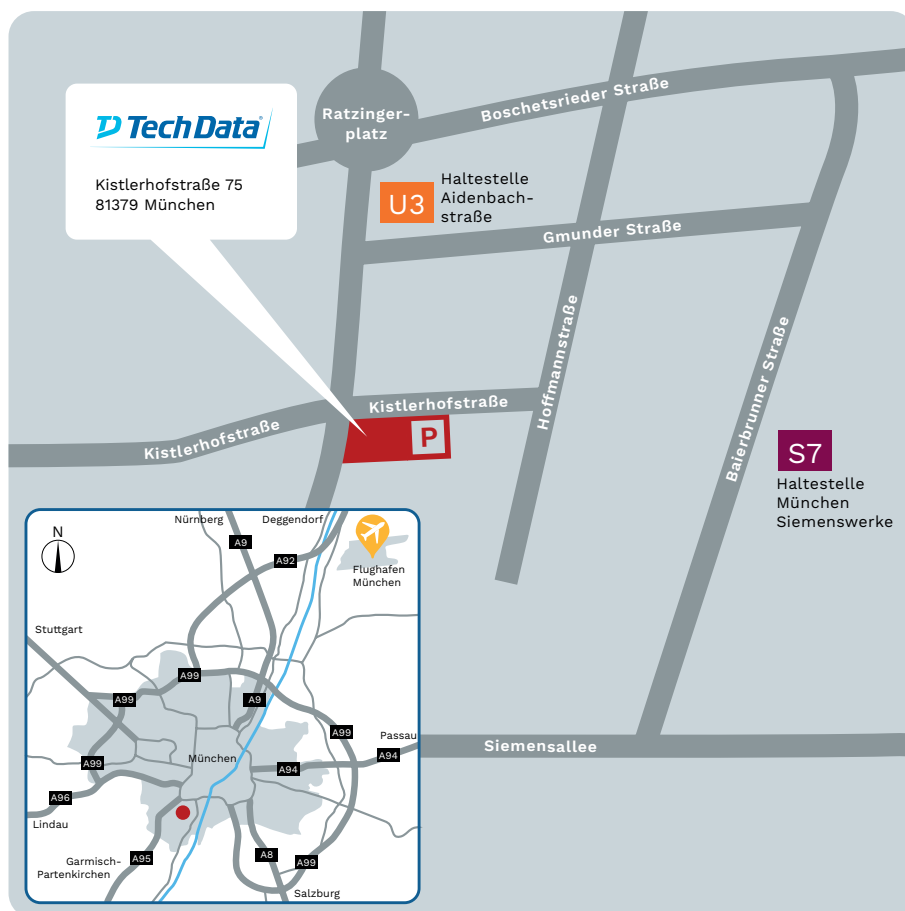 Boschetsrieder Straße
Ratzinger-
platz
Tech Data
Kistlerhofstraße 75
81379 München
U3
Haltestelle
Aidenbach-
straße
Gmunder Straße
Hoffmannstraße
Baierbrunner Straße
Kistlerhofstraße
Kistlerhofstraße
P
S7
Haltestelle
München
Siemenswerke
Siemensallee
N
Nürnberg
Deggendorf
A9
A92
Flughafen
München
Stuttgart
A99
A99
A9
A99
Passau
A94
München
A99
A94
A96
Lindau
Garmisch-
Partenkirchen
A95
A8
A99
Salzburg